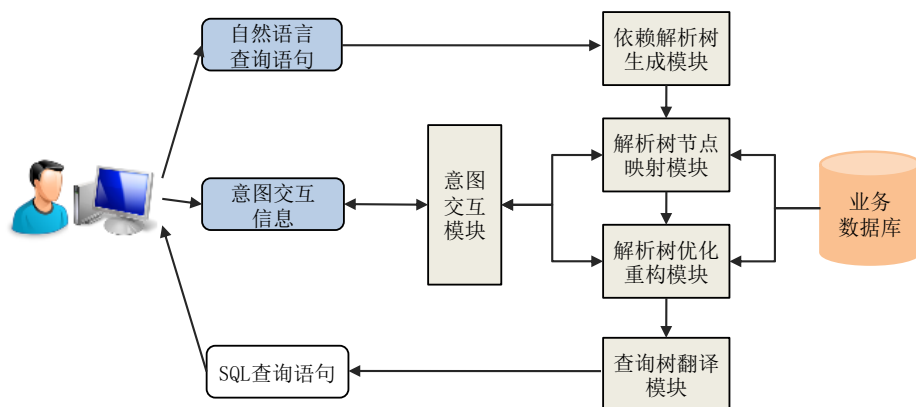 自然语言
查询语句
依赖解析树
生成模块
解析树节点
映射模块
意图
交互
模块
意图交互
信息
业务
数据库
解析树优化
重构模块
SQL查询语句
查询树翻译
模块